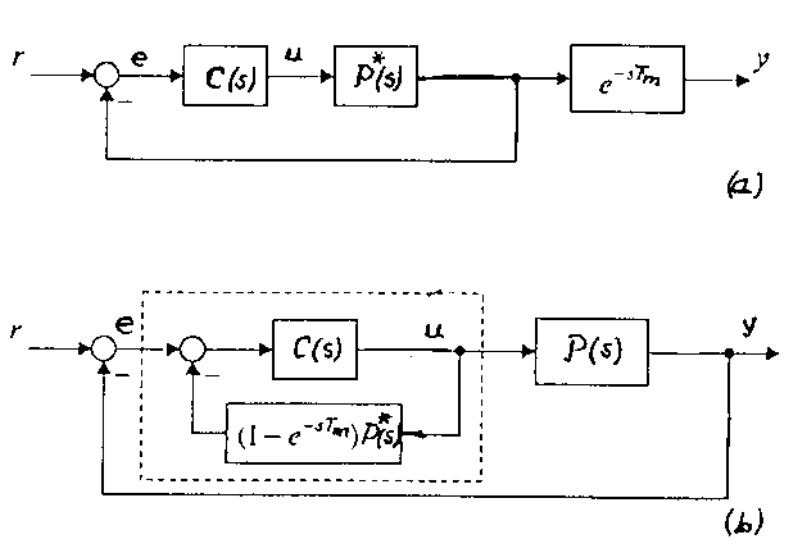 r
e
C(s)
u
P*(s)
e^{-sTm}
y
−
(a)
r
e
C(s)
u
P(s)
y
−
−
(1 − e^{-sTm})P*(s)
(b)